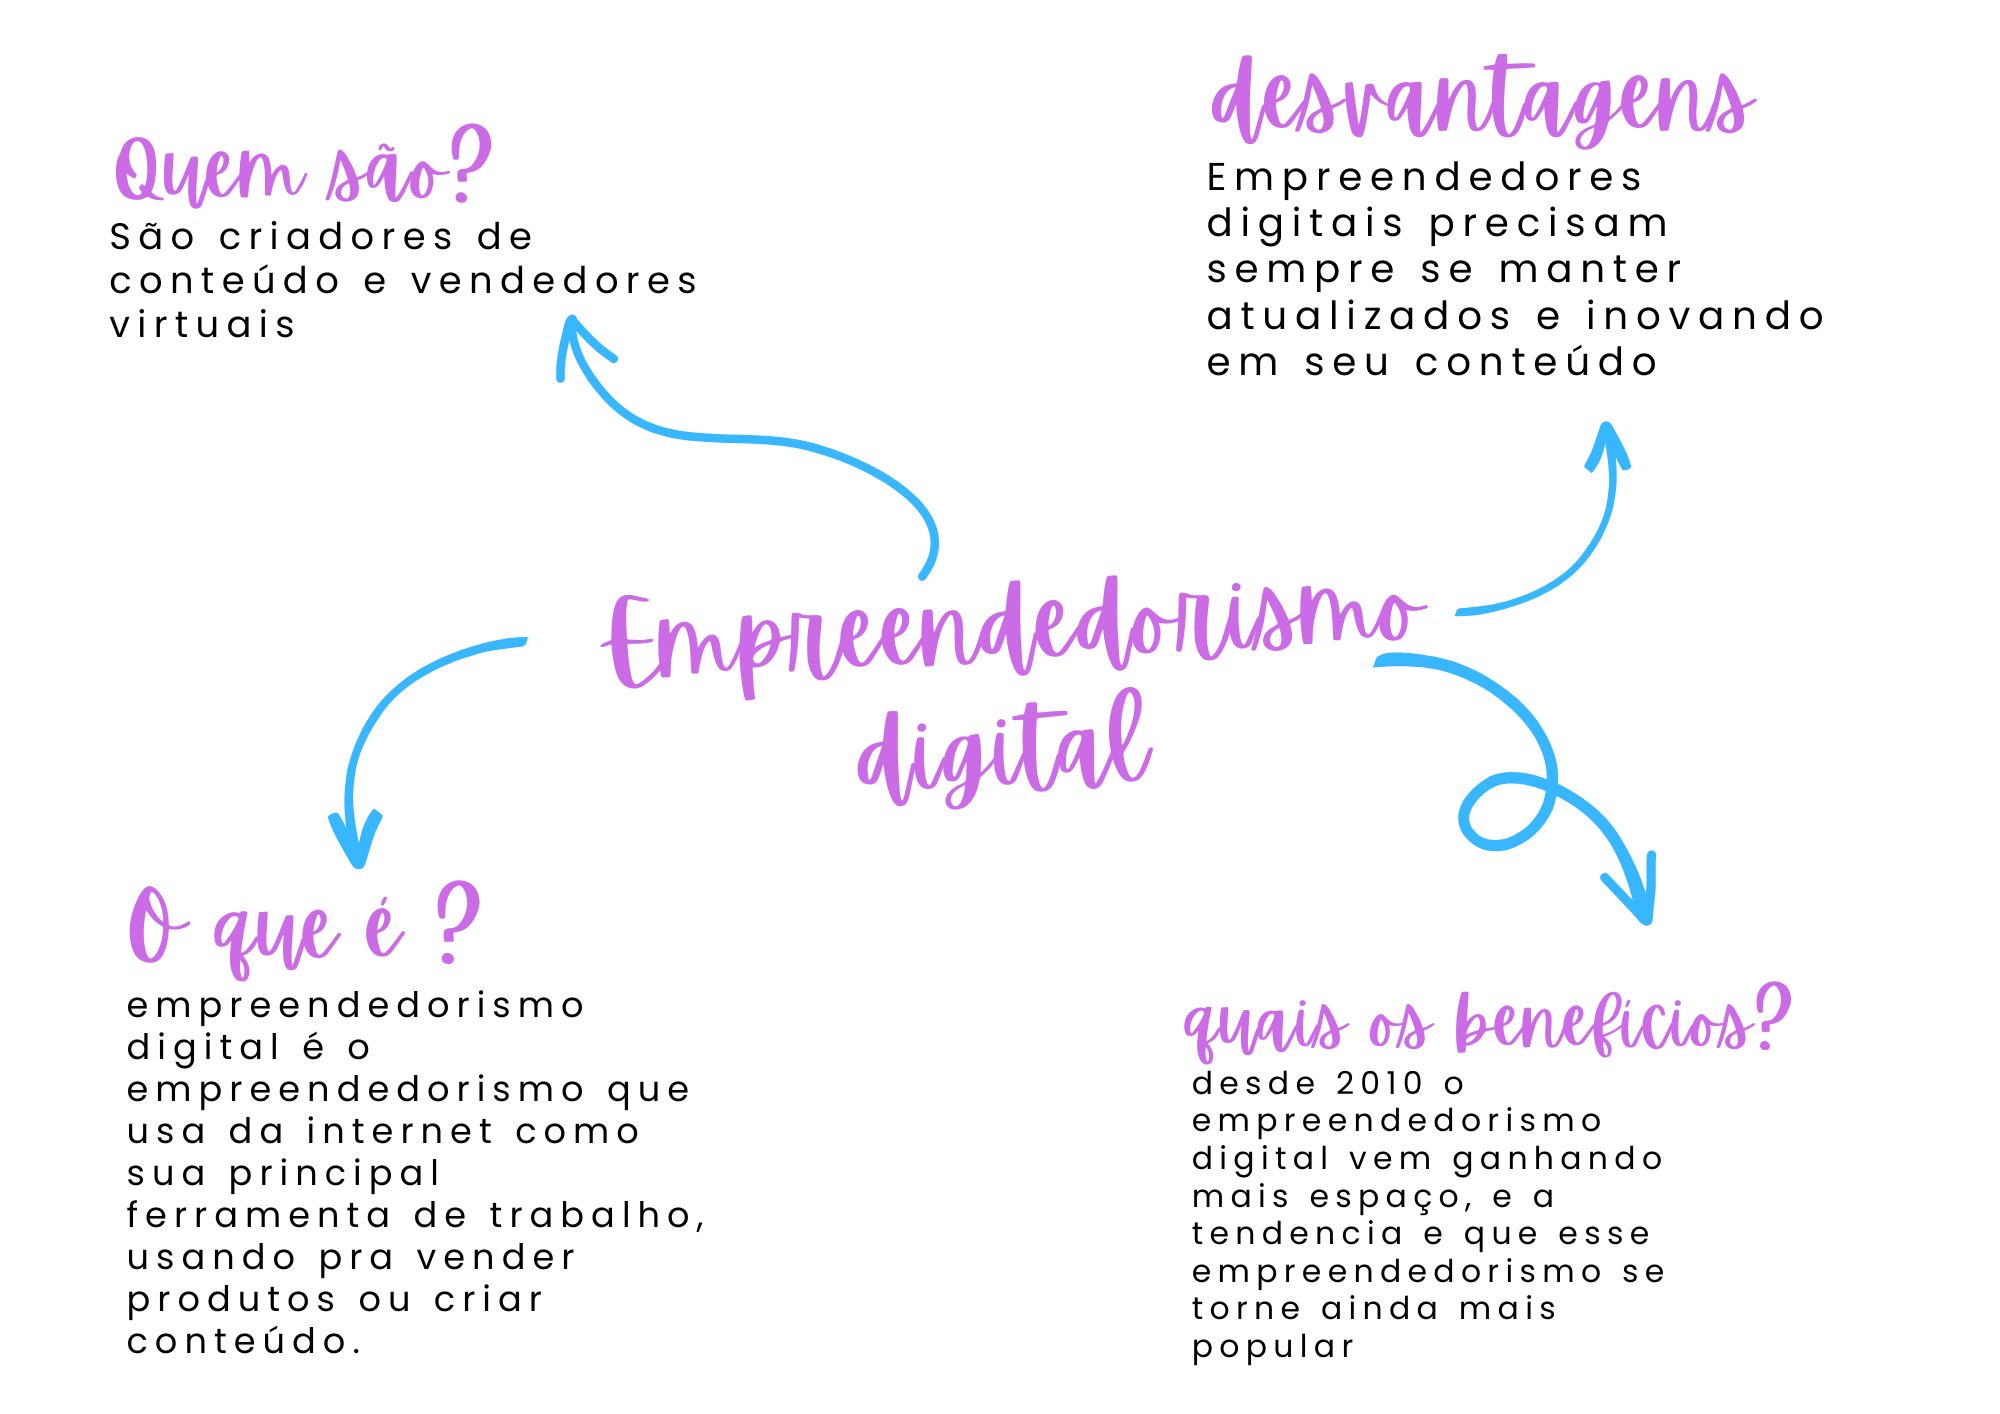 Quem são?
São criadores de
conteúdo e vendedores
virtuais
desvantagens
Empreendedores
digitais precisam
sempre se manter
atualizados e inovando
em seu conteúdo
Empreendedorismo
digital
O que é ?
empreendedorismo
digital é o
empreendedorismo que
usa da internet como
sua principal
ferramenta de trabalho,
usando pra vender
produtos ou criar
conteúdo.
quais os benefícios?
desde 2010 o
empreendedorismo
digital vem ganhando
mais espaço, e a
tendencia e que esse
empreendedorismo se
torne ainda mais
popular